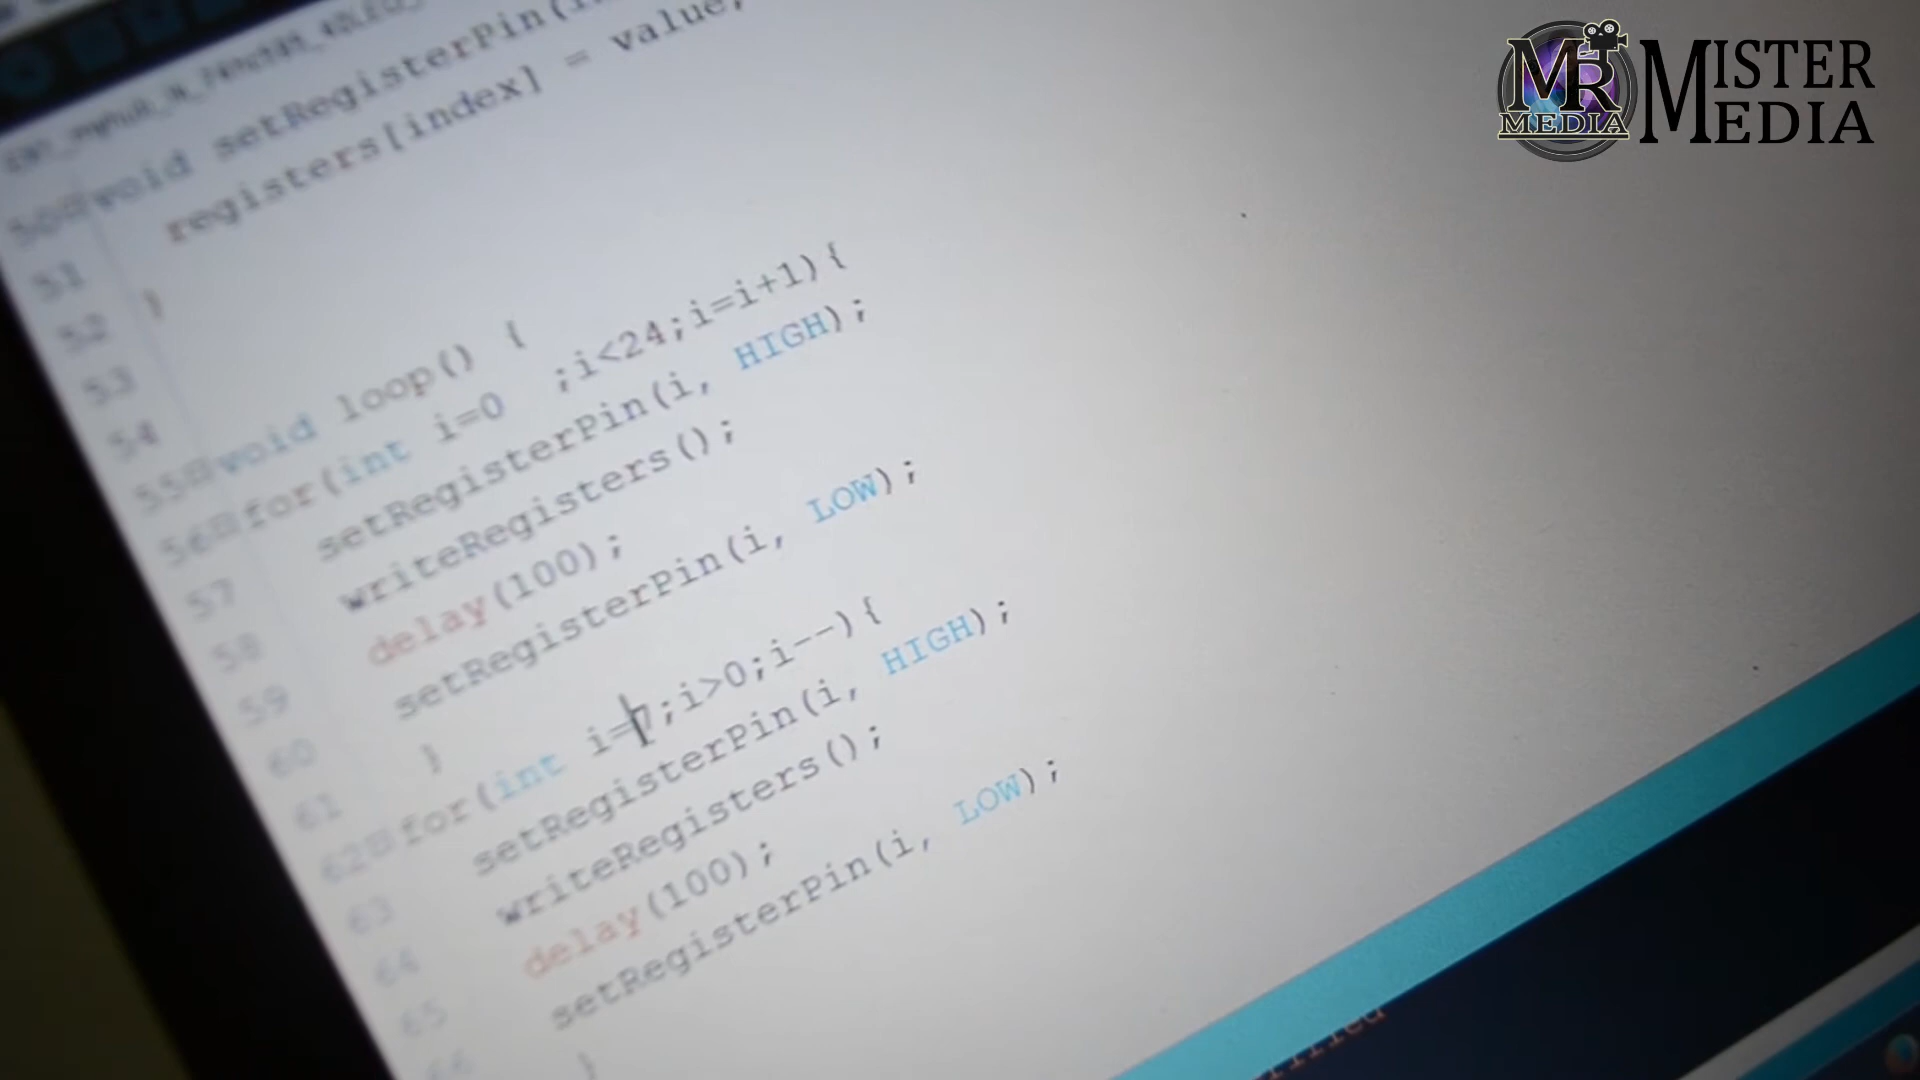 void setRegisterPin(
registers[index] = value;
}
void loop() {
for(int i=0 ;i<24;i=i+1){
setRegisterPin(i, HIGH);
writeRegisters();
delay(100);
setRegisterPin(i, LOW);
}
for(int i=7;i>0;i--){
setRegisterPin(i, HIGH);
writeRegisters();
delay(100);
setRegisterPin(i, LOW);
}
50
51
52
53
54
55
56
57
58
59
60
61
62
63
64
65
66
MR
MEDIA
MISTER
MEDIA